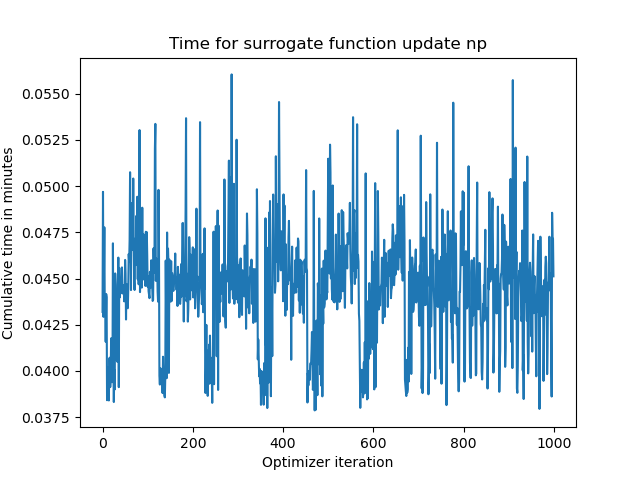 Time for surrogate function update np
Cumulative time in minutes
0.0550
0.0525
0.0500
0.0475
0.0450
0.0425
0.0400
0.0375
0 200 400 600 800 1000
Optimizer iteration